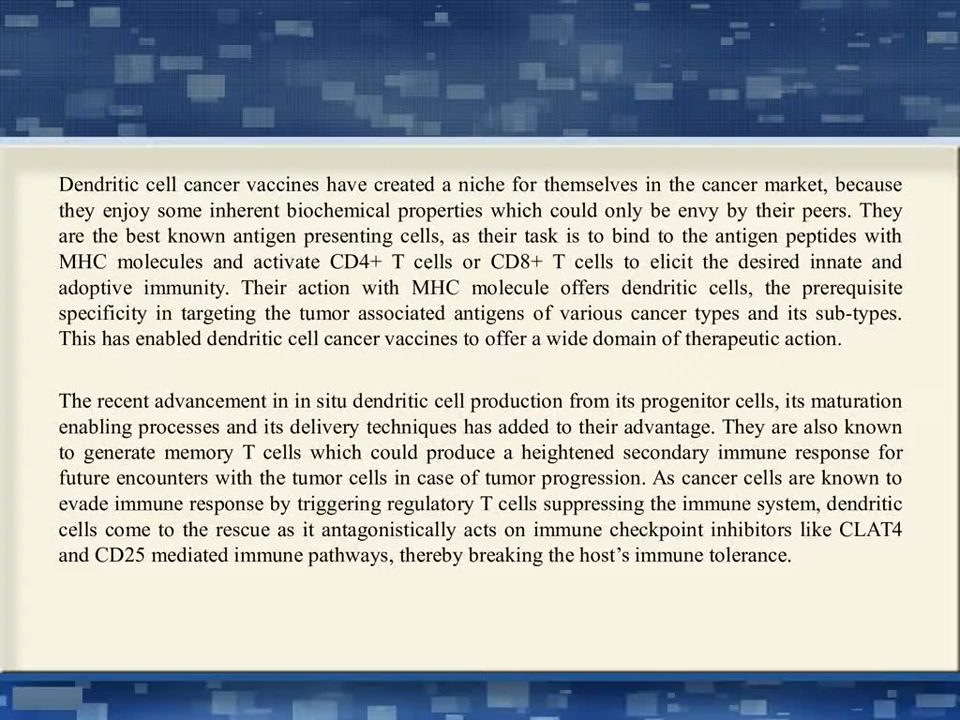 Dendritic cell cancer vaccines have created a niche for themselves in the cancer market, because
they enjoy some inherent biochemical properties which could only be envy by their peers. They
are the best known antigen presenting cells, as their task is to bind to the antigen peptides with
MHC molecules and activate CD4+ T cells or CD8+ T cells to elicit the desired innate and
adoptive immunity. Their action with MHC molecule offers dendritic cells, the prerequisite
specificity in targeting the tumor associated antigens of various cancer types and its sub-types.
This has enabled dendritic cell cancer vaccines to offer a wide domain of therapeutic action.
The recent advancement in in situ dendritic cell production from its progenitor cells, its maturation
enabling processes and its delivery techniques has added to their advantage. They are also known
to generate memory T cells which could produce a heightened secondary immune response for
future encounters with the tumor cells in case of tumor progression. As cancer cells are known to
evade immune response by triggering regulatory T cells suppressing the immune system, dendritic
cells come to the rescue as it antagonistically acts on immune checkpoint inhibitors like CLAT4
and CD25 mediated immune pathways, thereby breaking the host’s immune tolerance.